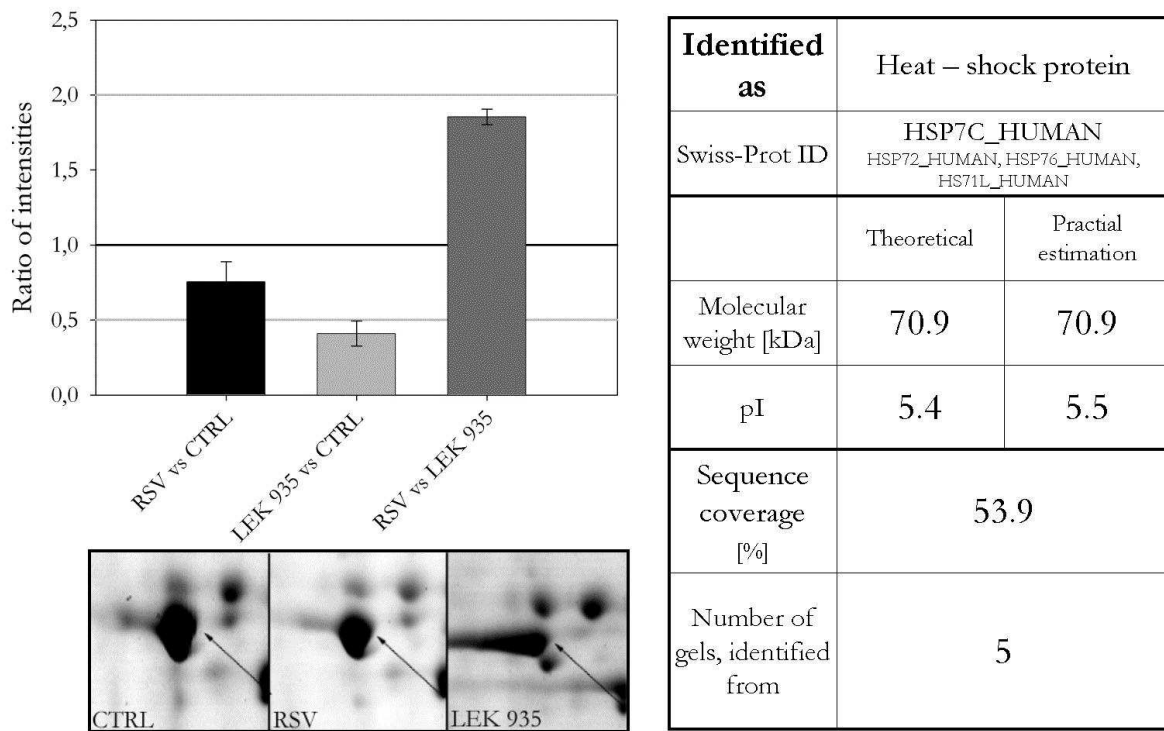 2,5
2,0
1,5
1,0
0,5
0,0
Ratio of intensities
RSV vs CTRL
LEK 935 vs CTRL
RSV vs LEK 935
CTRL
RSV
LEK 935
Identified
as
Heat – shock protein
Swiss-Prot ID
HSP7C_HUMAN
HSP72_HUMAN, HSP76_HUMAN,
HS71L_HUMAN
Theoretical
Practial
estimation
Molecular
weight [kDa]
70.9
70.9
pI
5.4
5.5
Sequence
coverage
[%]
53.9
Number of
gels, identified
from
5